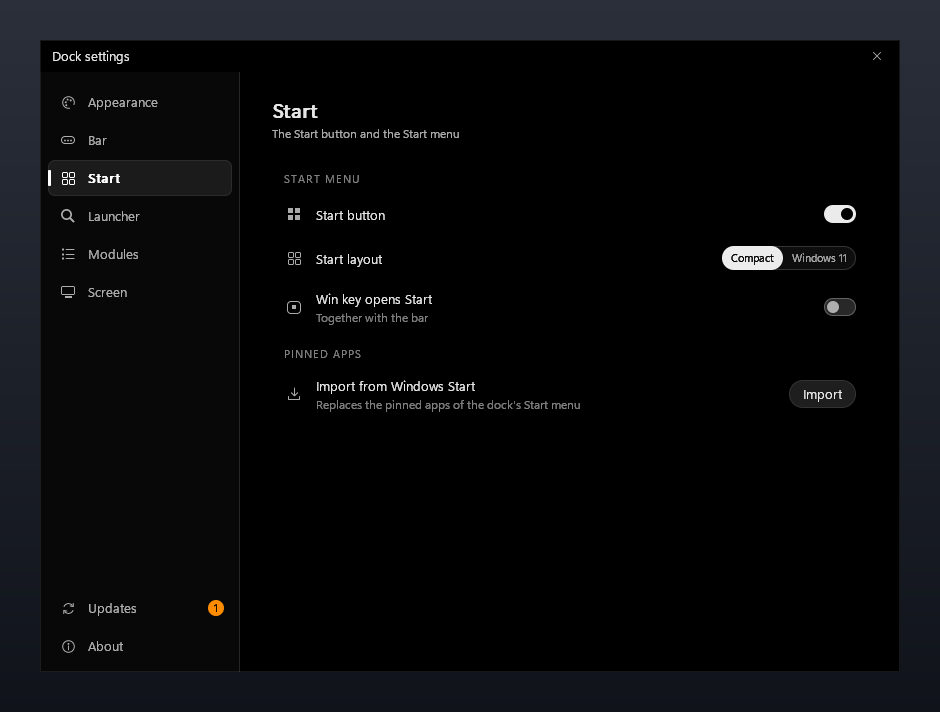 Dock settings
Appearance
Bar
Start
Launcher
Modules
Screen
Updates
1
About
Start
The Start button and the Start menu
START MENU
Start button
Start layout
Compact
Windows 11
Win key opens Start
Together with the bar
PINNED APPS
Import from Windows Start
Replaces the pinned apps of the dock's Start menu
Import